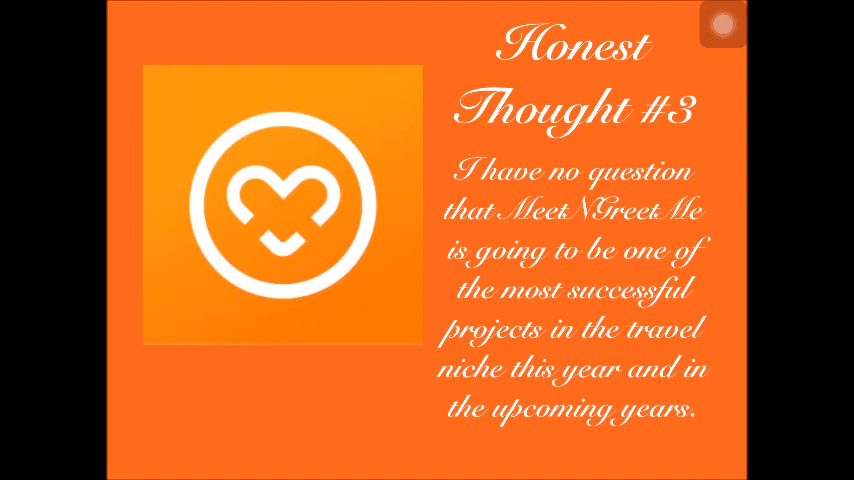 Honest
Thought #3
I have no question
that MeetNGreetMe
is going to be one of
the most successful
projects in the travel
niche this year and in
the upcoming years.